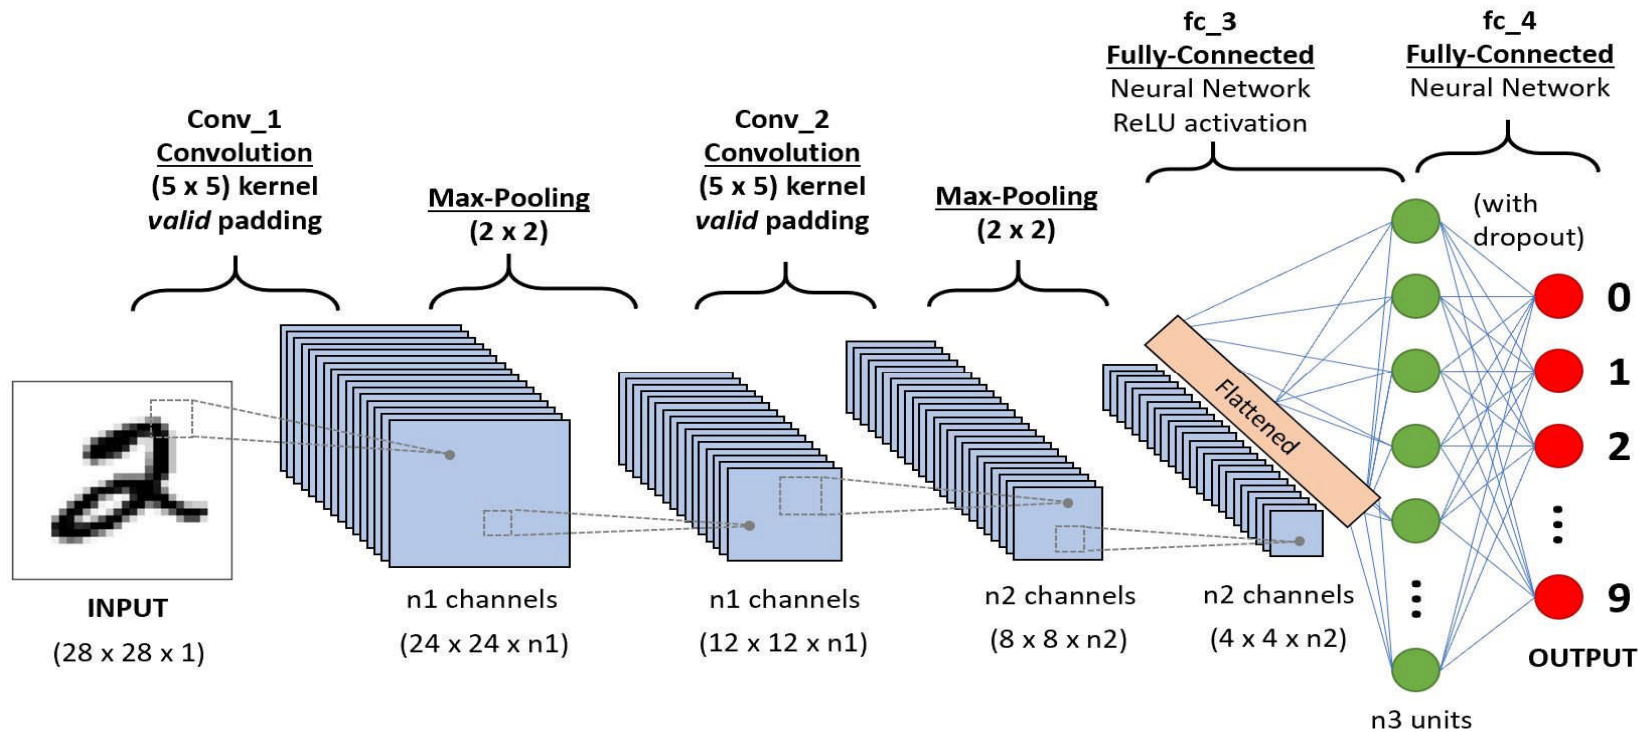 Conv_1
Convolution
(5 x 5) kernel
valid padding
Max-Pooling
(2 x 2)
Conv_2
Convolution
(5 x 5) kernel
valid padding
Max-Pooling
(2 x 2)
fc_3
Fully-Connected
Neural Network
ReLU activation
fc_4
Fully-Connected
Neural Network
(with
dropout)
Flattened
0
1
2
9
OUTPUT
2
INPUT
(28 x 28 x 1)
n1 channels
(24 x 24 x n1)
n1 channels
(12 x 12 x n1)
n2 channels
(8 x 8 x n2)
n2 channels
(4 x 4 x n2)
n3 units